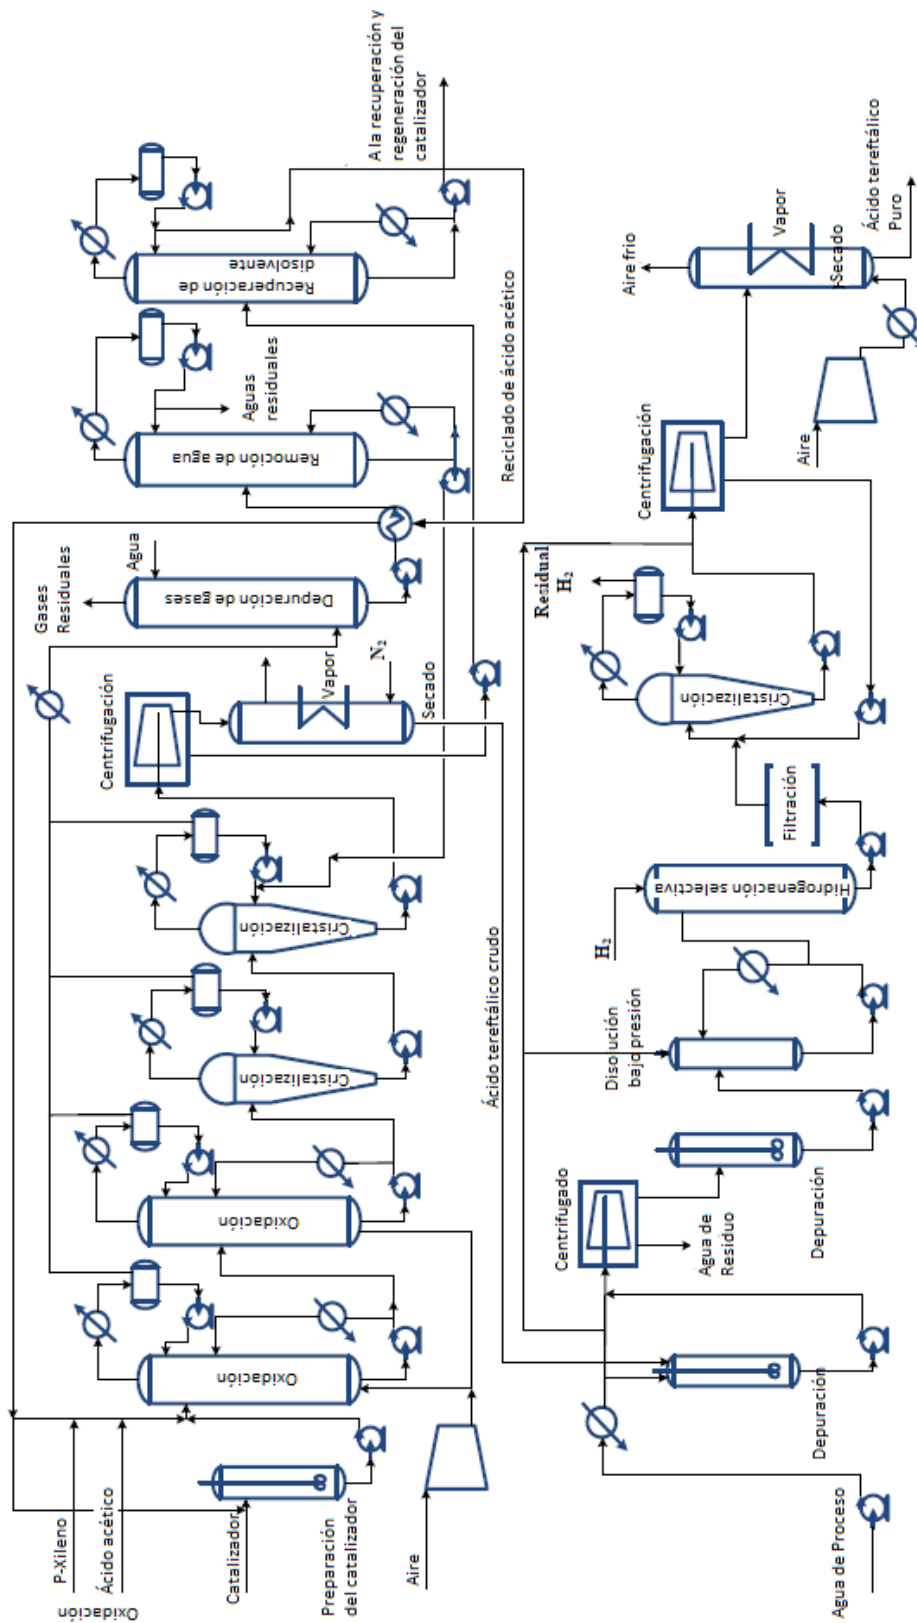 Oxidación
P-Xileno
Ácido acético
Catalizador
Preparación
del catalizador
Aire
Oxidación
Oxidación
Cristalización
Cristalización
Centrifugación
Vapor
N₂
Secado
Gases
Residuales
Agua
Depuración de gases
Remoción de agua
Aguas
residuales
Recuperación de
disolvente
A la recuperación y
regeneración del
catalizador
Reciclado de ácido acético
Ácido tereftálico crudo
Agua de Proceso
Depuración
Centrifugado
Agua de
Residuo
Depuración
Disolución
bajo presión
H₂
Hidrogenación selectiva
Filtración
Cristalización
Residual
H₂
Centrifugación
Aire
Aire frio
Vapor
Secado
Ácido tereftálico
Puro